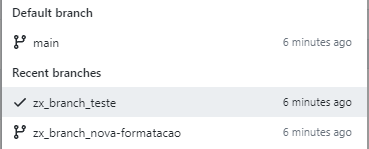 Default branch
main 6 minutes ago
Recent branches
zx_branch_teste 6 minutes ago
zx_branch_nova-formatacao 6 minutes ago